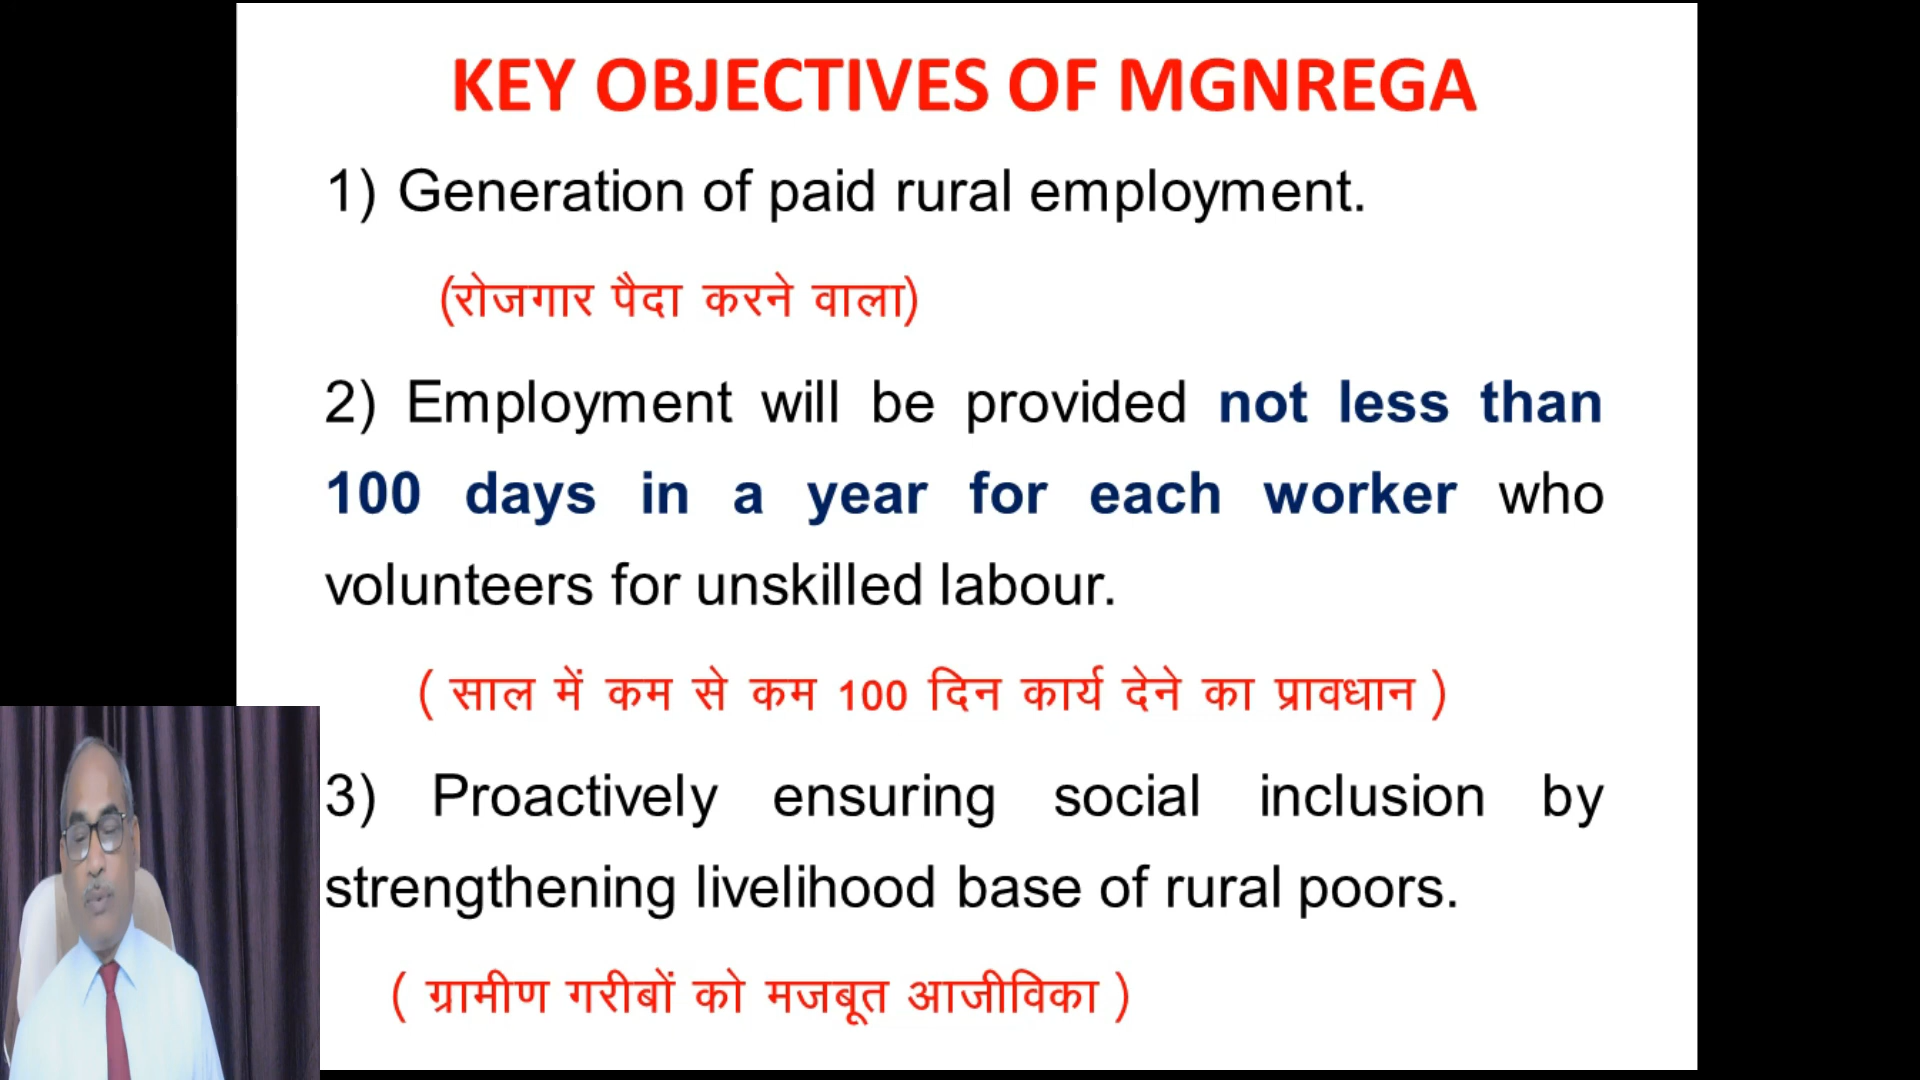 KEY OBJECTIVES OF MGNREGA
1) Generation of paid rural employment.
(रोजगार पैदा करने वाला)
2) Employment will be provided not less than
100 days in a year for each worker who
volunteers for unskilled labour.
( साल में कम से कम 100 दिन कार्य देने का प्रावधान )
3) Proactively ensuring social inclusion by
strengthening livelihood base of rural poors.
( ग्रामीण गरीबों को मजबूत आजीविका )